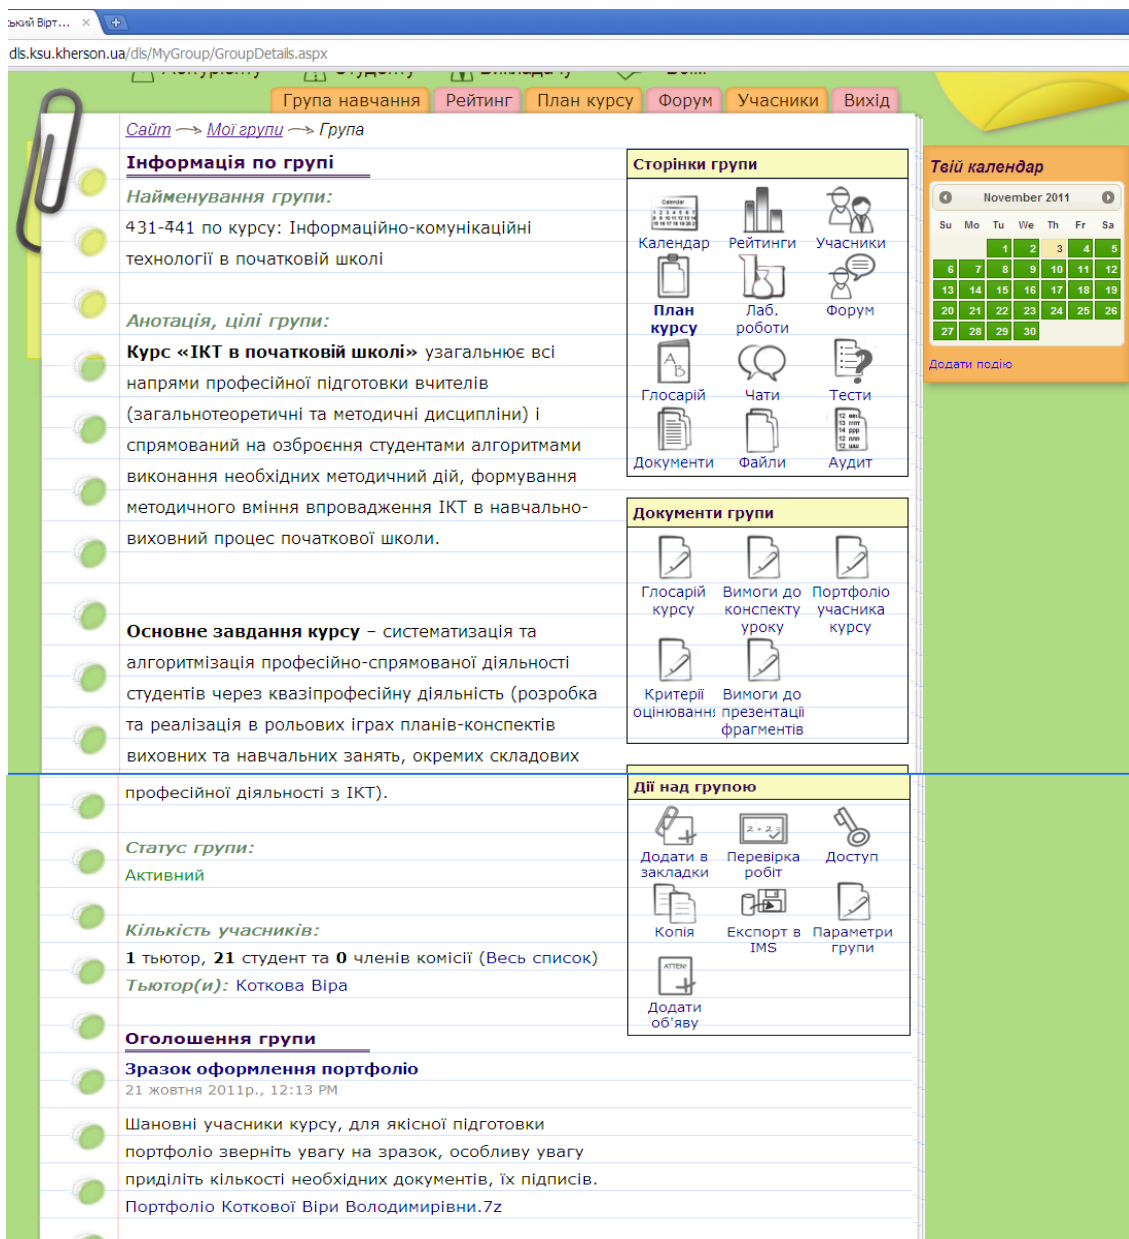 ський Вірт...
dls.ksu.kherson.ua/dls/MyGroup/GroupDetails.aspx
Група навчання Рейтинг План курсу Форум Учасники Вихід
Сайт Мої групи Група
Інформація по групі
Найменування групи:
431-441 по курсу: Інформаційно-комунікаційні
технології в початковій школі
Анотація, цілі групи:
Курс «ІКТ в початковій школі» узагальнює всі
напрями професійної підготовки вчителів
(загальнотеоретичні та методичні дисципліни) і
спрямований на озброєння студентами алгоритмами
виконання необхідних методичний дій, формування
методичного вміння впровадження ІКТ в навчально-
виховний процес початкової школи.
Основне завдання курсу – систематизація та
алгоритмізація професійно-спрямованої діяльності
студентів через квазіпрофесійну діяльність (розробка
та реалізація в рольових іграх планів-конспектів
виховних та навчальних занять, окремих складових
професійної діяльності з ІКТ).
Статус групи:
Активний
Кількість учасників:
1 тьютор, 21 студент та 0 членів комісії (Весь список)
Тьютор(и): Коткова Віра
Оголошення групи
Зразок оформлення портфоліо
21 жовтня 2011р., 12:13 PM
Шановні учасники курсу, для якісної підготовки
портфоліо зверніть увагу на зразок, особливу увагу
приділіть кількості необхідних документів, їх підписів.
Портфоліо Коткової Віри Володимирівни.7z
Сторінки групи
Календар Рейтинги Учасники
План Лаб. Форум
курсу роботи
Глосарій Чати Тести
Документи Файли Аудит
Документи групи
Глосарій Вимоги до Портфоліо
курсу конспекту учасника
уроку курсу
Критерії Вимоги до
оцінювання презентації
фрагментів
Дії над групою
Додати в Перевірка Доступ
закладки робіт
Копія Експорт в Параметри
IMS групи
ATTEN!
Додати
об'яву
Твій календар
November 2011
Su Mo Tu We Th Fr Sa
1 2 3 4 5
6 7 8 9 10 11 12
13 14 15 16 17 18 19
20 21 22 23 24 25 26
27 28 29 30
Додати подію